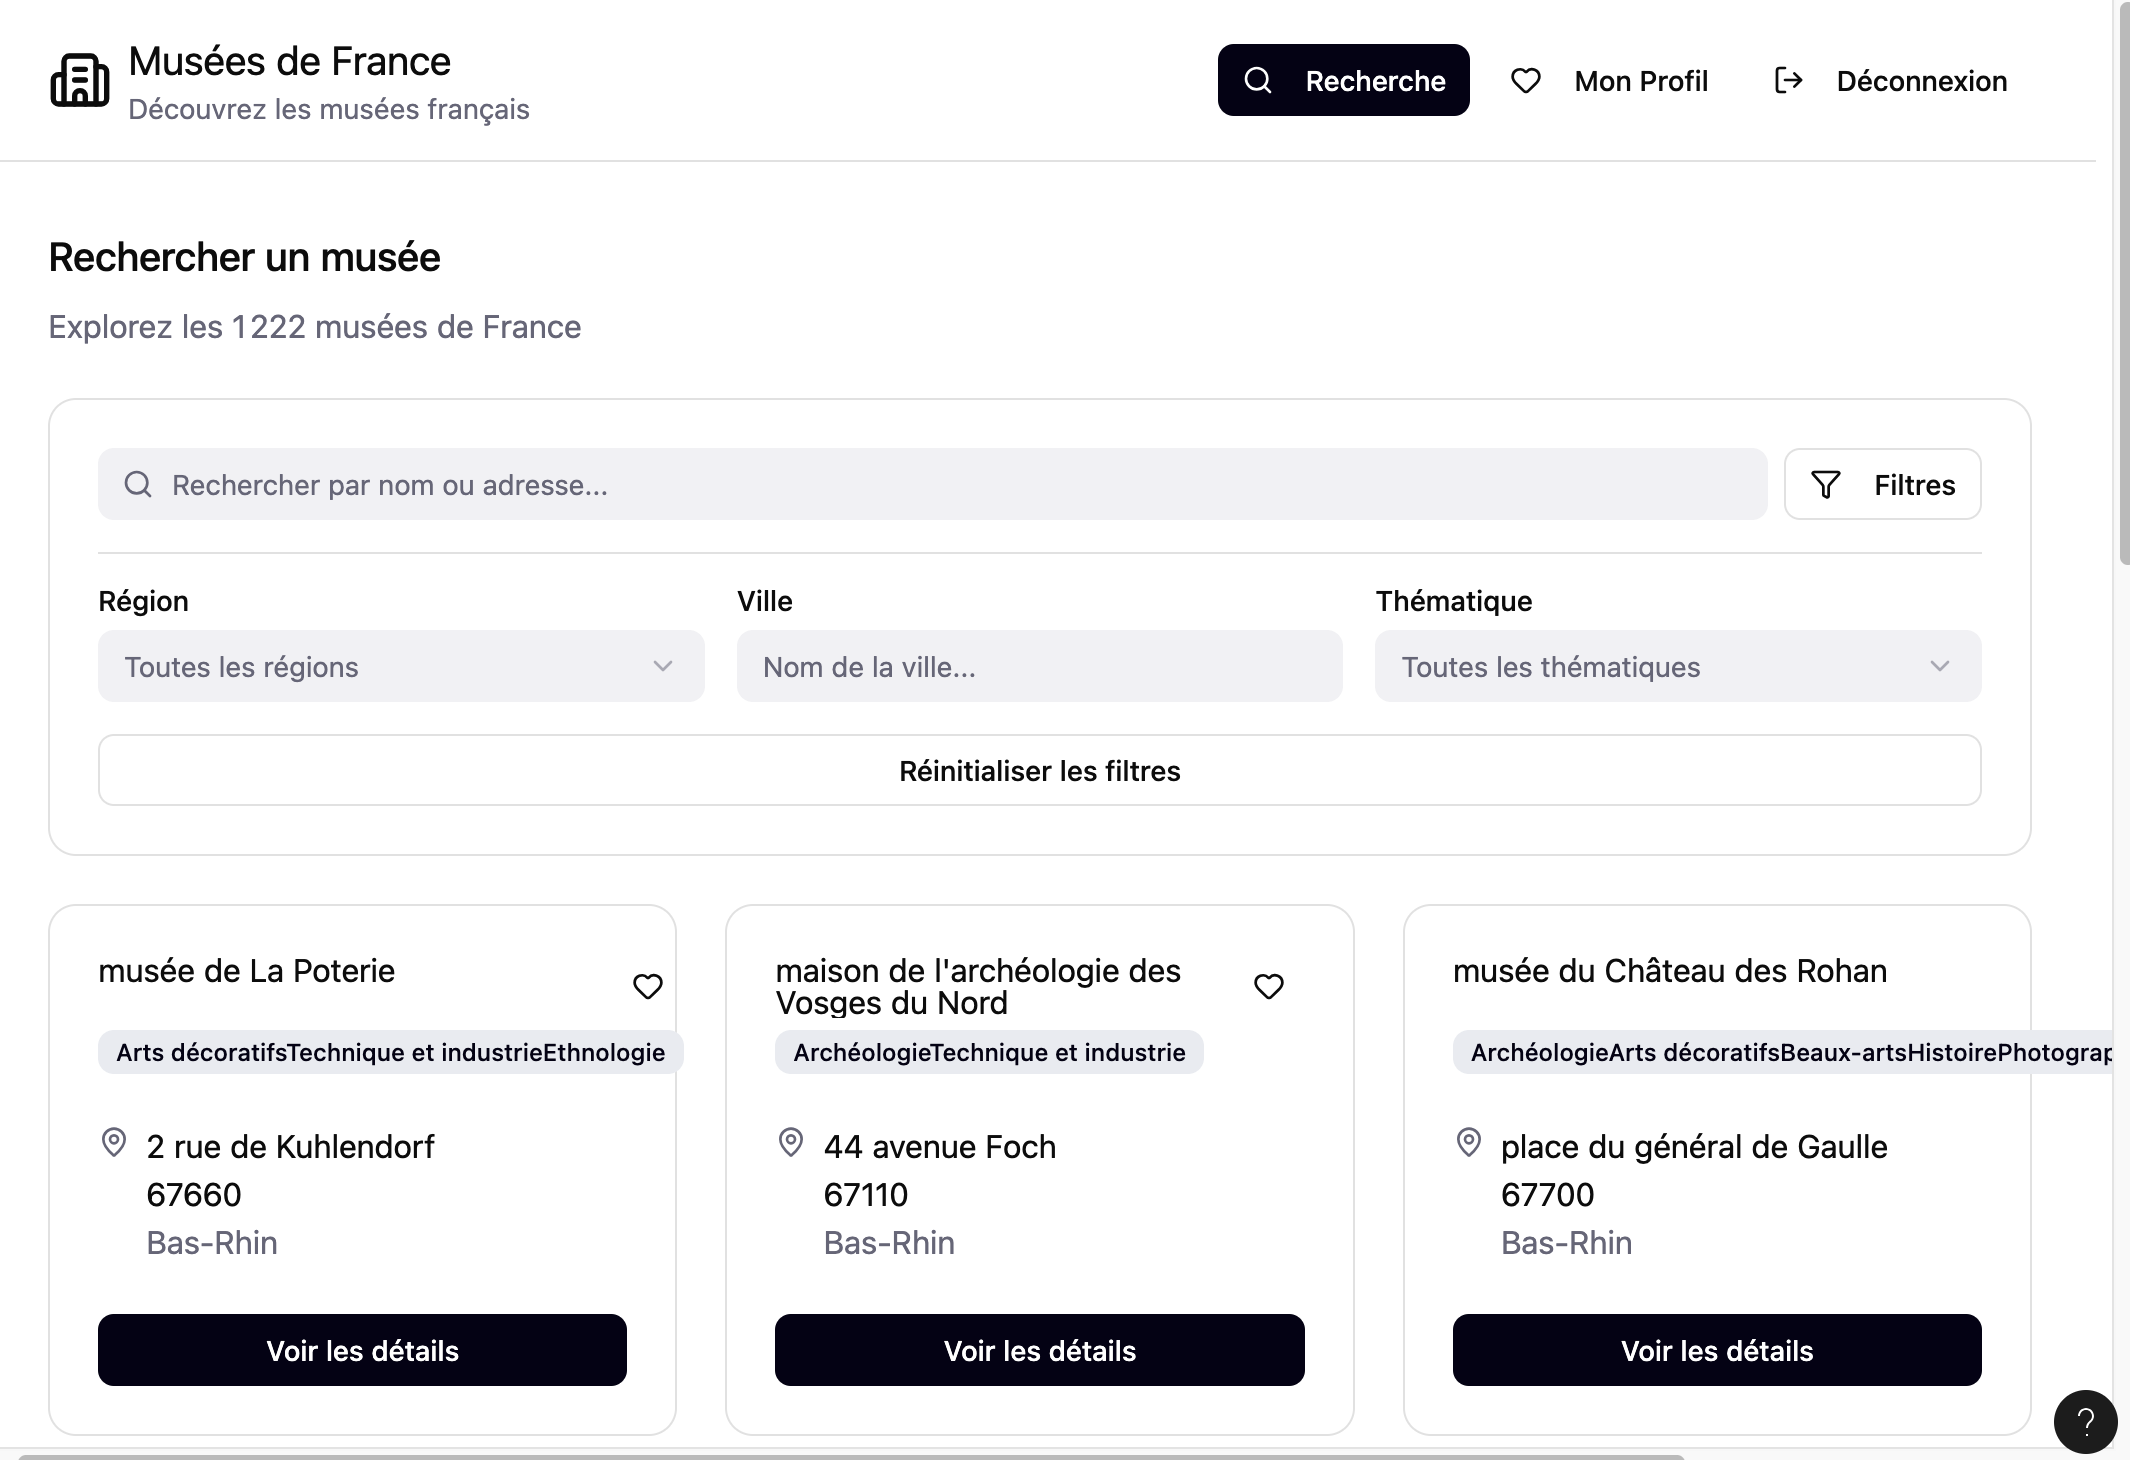 Musées de France
Découvrez les musées français
Recherche
Mon Profil
Déconnexion
Rechercher un musée
Explorez les 1222 musées de France
Rechercher par nom ou adresse...
Filtres
Région
Ville
Thématique
Toutes les régions
Nom de la ville...
Toutes les thématiques
Réinitialiser les filtres
musée de La Poterie
Arts décoratifsTechnique et industrieEthnologie
2 rue de Kuhlendorf
67660
Bas-Rhin
Voir les détails
maison de l'archéologie des
Vosges du Nord
ArchéologieTechnique et industrie
44 avenue Foch
67110
Bas-Rhin
Voir les détails
musée du Château des Rohan
ArchéologieArts décoratifsBeaux-artsHistoirePhotograp
place du général de Gaulle
67700
Bas-Rhin
Voir les détails
?